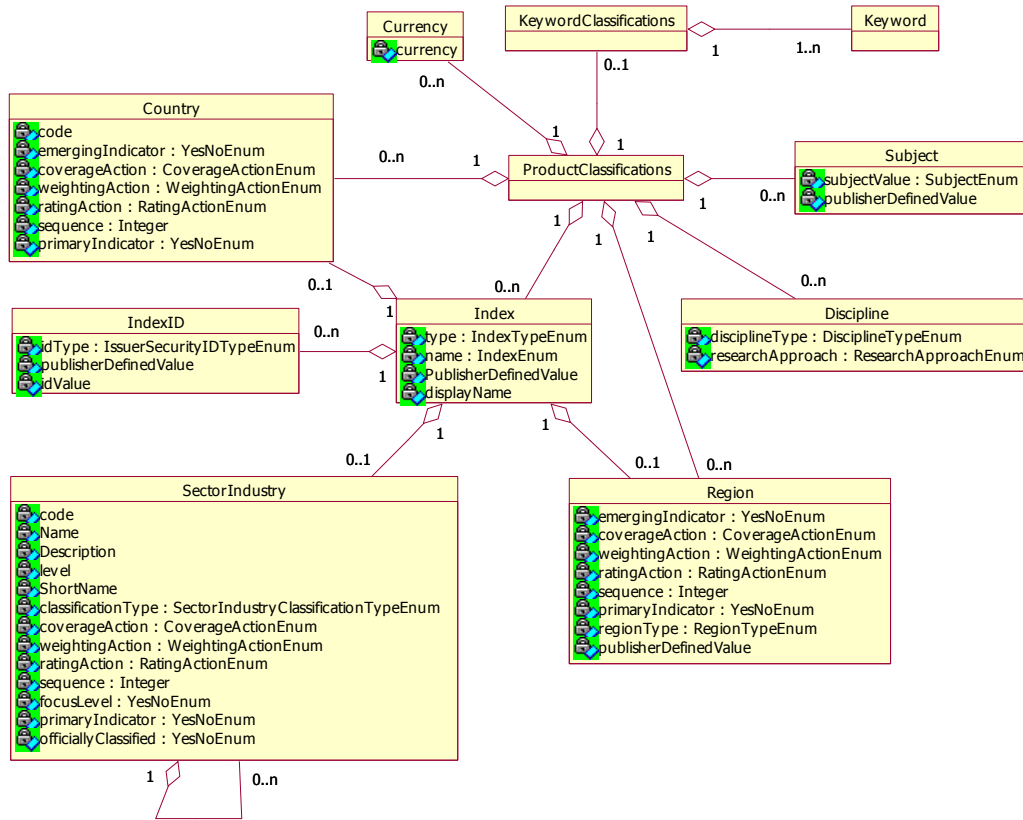 Currency
currency
KeywordClassifications
Keyword
1
1..n
0..n
0..1
1
1
Country
code
emergingIndicator : YesNoEnum
coverageAction : CoverageActionEnum
weightingAction : WeightingActionEnum
ratingAction : RatingActionEnum
sequence : Integer
primaryIndicator : YesNoEnum
0..n
1
ProductClassifications
1
0..n
Subject
subjectValue : SubjectEnum
publisherDefinedValue
1
1
1
0..1
1
0..n
0..n
IndexID
idType : IssuerSecurityIDTypeEnum
publisherDefinedValue
idValue
0..n
1
Index
type : IndexTypeEnum
name : IndexEnum
PublisherDefinedValue
displayName
Discipline
disciplineType : DisciplineTypeEnum
researchApproach : ResearchApproachEnum
1
1
0..1
0..1
0..n
SectorIndustry
code
Name
Description
level
ShortName
classificationType : SectorIndustryClassificationTypeEnum
coverageAction : CoverageActionEnum
weightingAction : WeightingActionEnum
ratingAction : RatingActionEnum
sequence : Integer
focusLevel : YesNoEnum
primaryIndicator : YesNoEnum
officiallyClassified : YesNoEnum
Region
emergingIndicator : YesNoEnum
coverageAction : CoverageActionEnum
weightingAction : WeightingActionEnum
ratingAction : RatingActionEnum
sequence : Integer
primaryIndicator : YesNoEnum
regionType : RegionTypeEnum
publisherDefinedValue
1
0..n